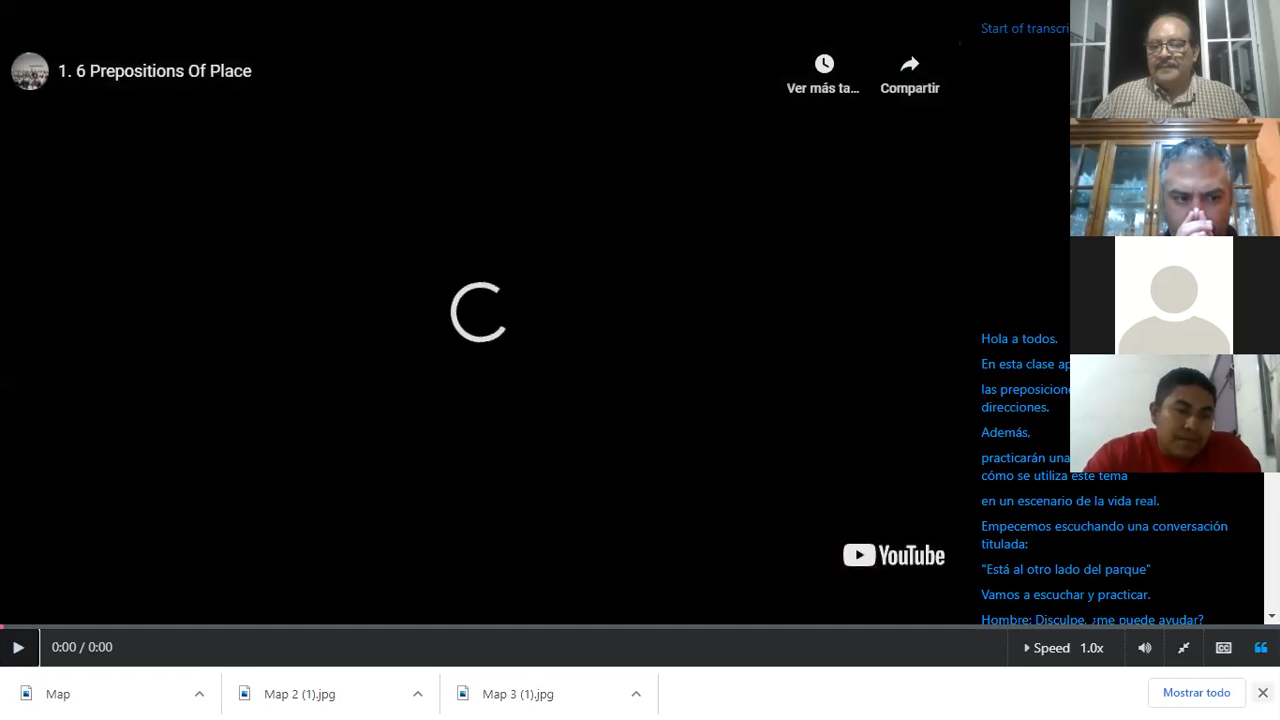 1. 6 Prepositions Of Place
Ver más ta...
Compartir
Start of transcri
Hola a todos.
En esta clase ap
las preposicione
direcciones.
Además,
practicarán una
cómo se utiliza este tema
en un escenario de la vida real.
Empecemos escuchando una conversación
titulada:
"Está al otro lado del parque"
Vamos a escuchar y practicar.
Hombre: Disculpe, ¿me puede ayudar?
YouTube
0:00 / 0:00
Speed 1.0x
CC
Map
Map 2 (1).jpg
Map 3 (1).jpg
Mostrar todo